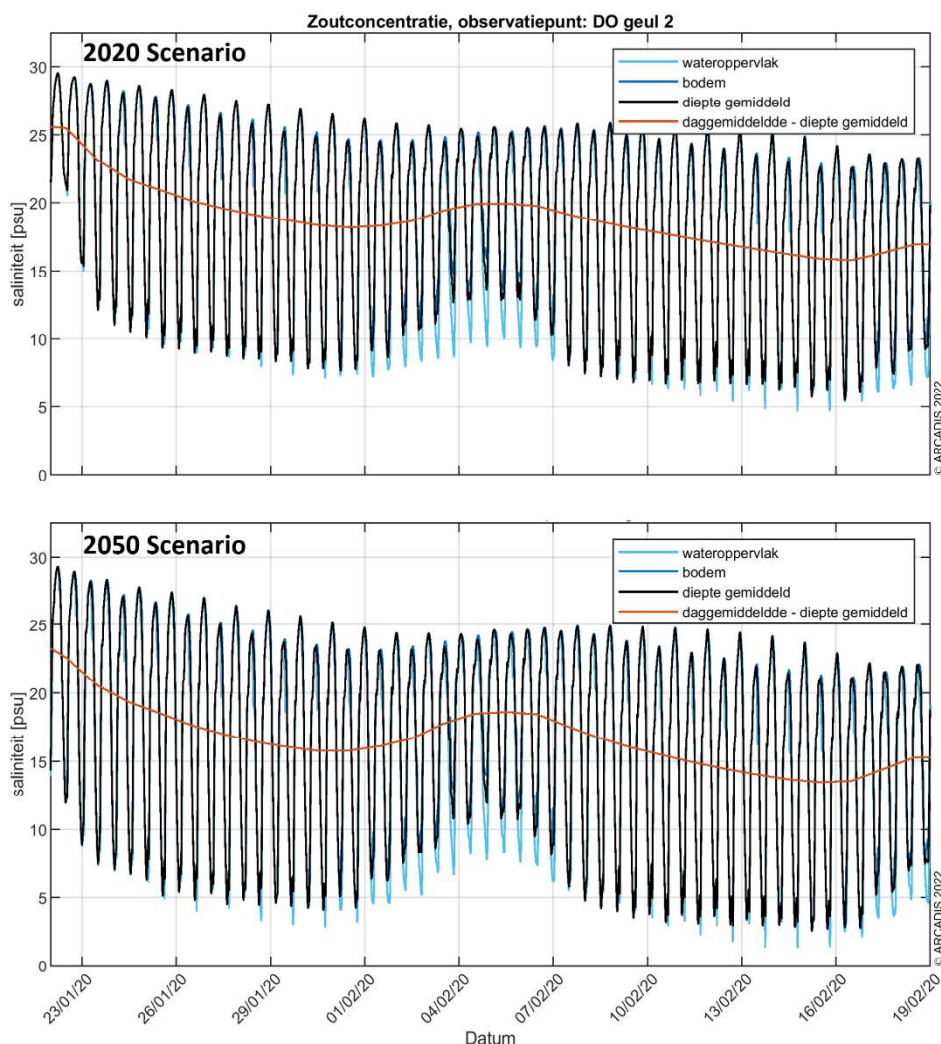 Zoutconcentratie, observatiepunt: DO geul 2
2020 Scenario
wateroppervlak
bodem
diepte gemiddeld
daggemiddeldde - diepte gemiddeld
30
25
20
15
10
5
0
saliniteit [psu]
© ARCADIS 2022
2050 Scenario
wateroppervlak
bodem
diepte gemiddeld
daggemiddeldde - diepte gemiddeld
30
25
20
15
10
5
0
saliniteit [psu]
© ARCADIS 2022
23/01/20
26/01/20
29/01/20
01/02/20
04/02/20
07/02/20
10/02/20
13/02/20
16/02/20
19/02/20
Datum